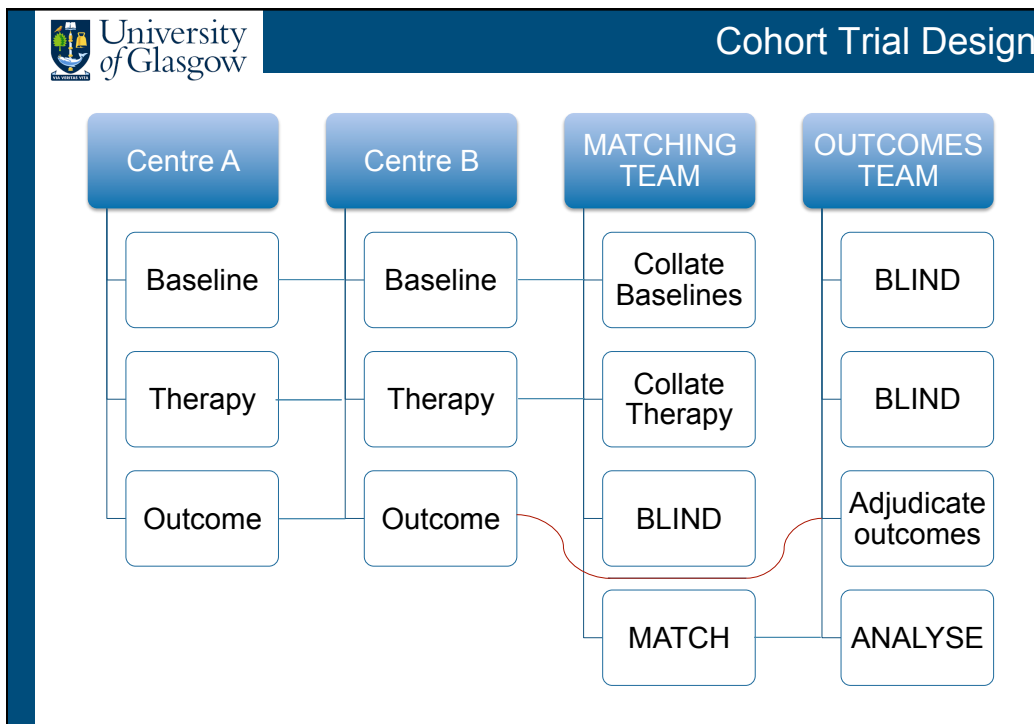 University
of Glasgow
VIA VERITAS VITA
Cohort Trial Design
Centre A
Centre B
MATCHING
TEAM
OUTCOMES
TEAM
Baseline
Baseline
Collate
Baselines
BLIND
Therapy
Therapy
Collate
Therapy
BLIND
Outcome
Outcome
BLIND
Adjudicate
outcomes
MATCH
ANALYSE